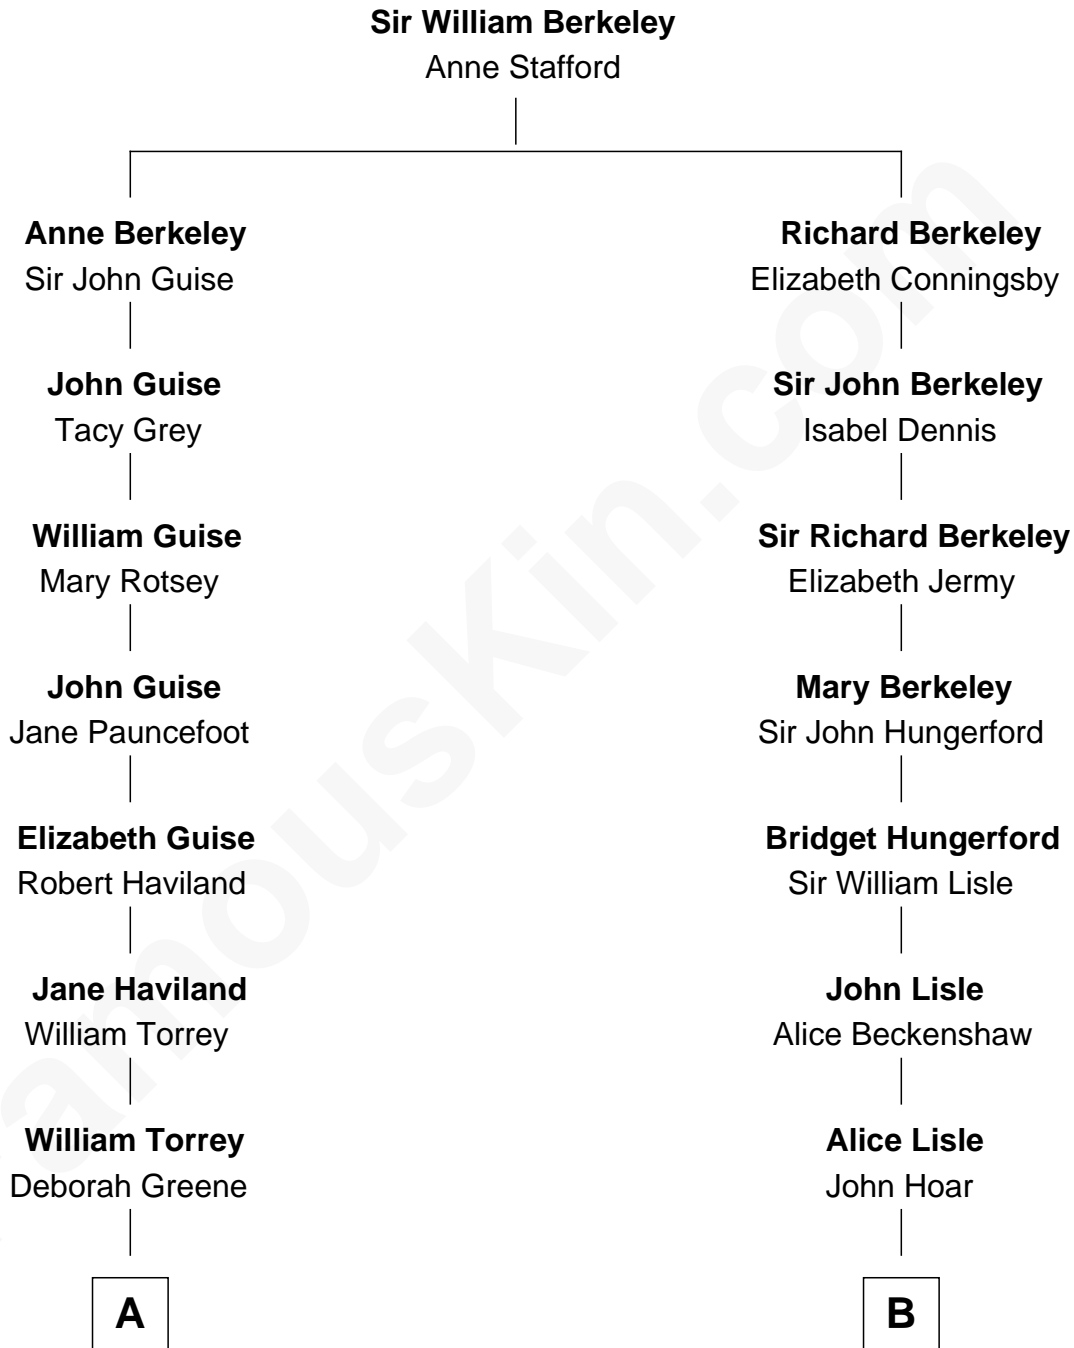 Sir William Berkeley
Anne Stafford
Anne Berkeley
Sir John Guise
Richard Berkeley
Elizabeth Conningsby
John Guise
Tacy Grey
Sir John Berkeley
Isabel Dennis
William Guise
Mary Rotsey
Sir Richard Berkeley
Elizabeth Jermy
John Guise
Jane Pauncefoot
Mary Berkeley
Sir John Hungerford
Elizabeth Guise
Robert Haviland
Bridget Hungerford
Sir William Lisle
Jane Haviland
William Torrey
John Lisle
Alice Beckenshaw
William Torrey
Deborah Greene
Alice Lisle
John Hoar
A
B
amousKin.com